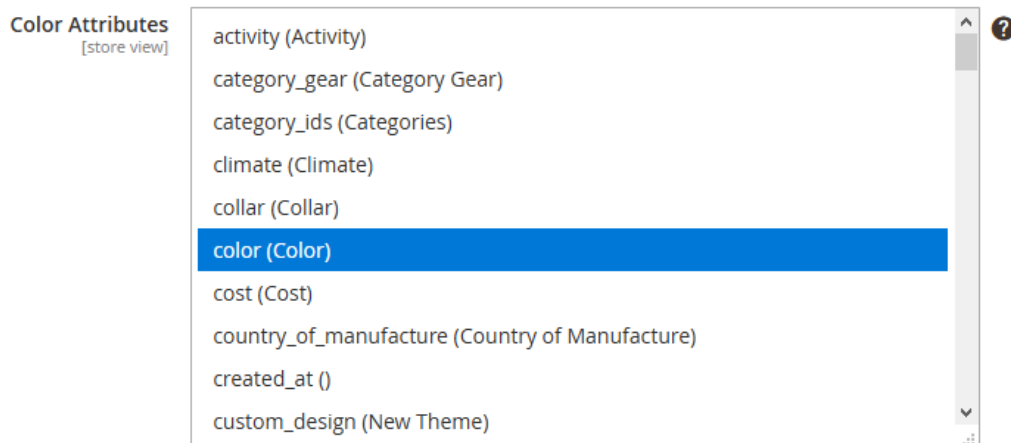 Color Attributes
[store view]
activity (Activity)
category_gear (Category Gear)
category_ids (Categories)
climate (Climate)
collar (Collar)
color (Color)
cost (Cost)
country_of_manufacture (Country of Manufacture)
created_at ()
custom_design (New Theme)
?